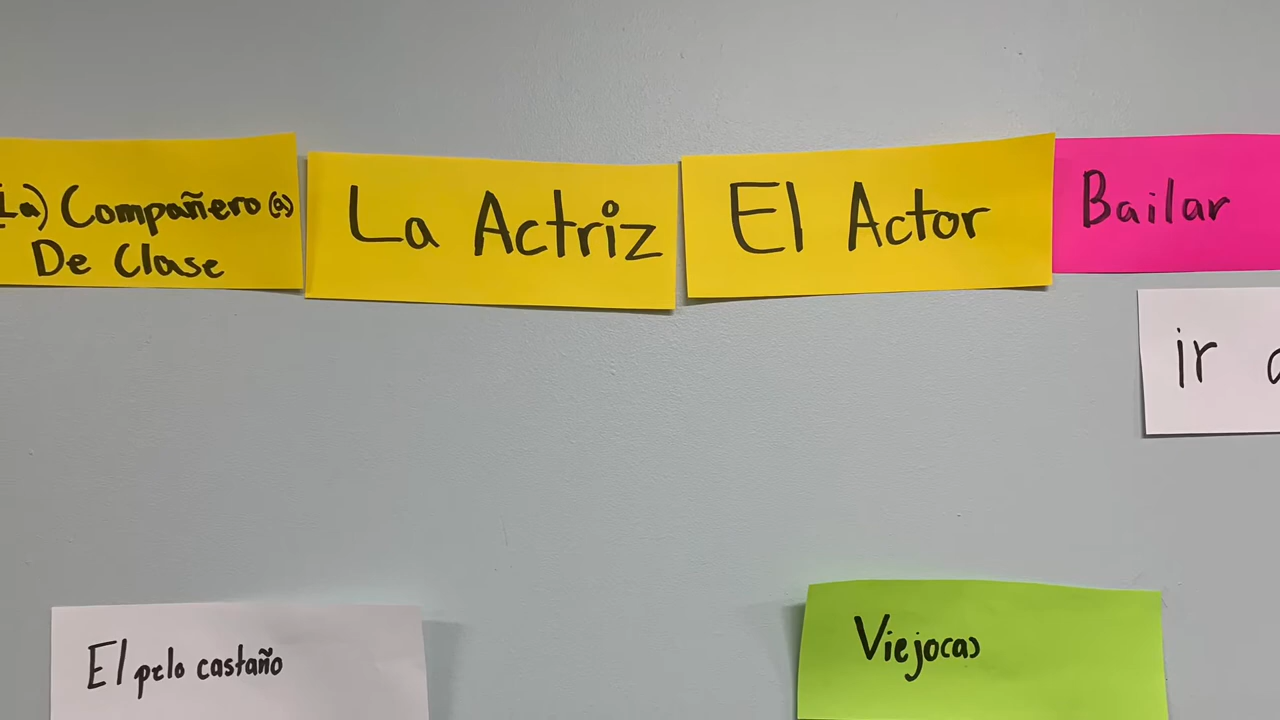 La) Compañero (a)
De Clase
La Actriz
El Actor
Bailar
ir
El pelo castaño
Viejo(a)